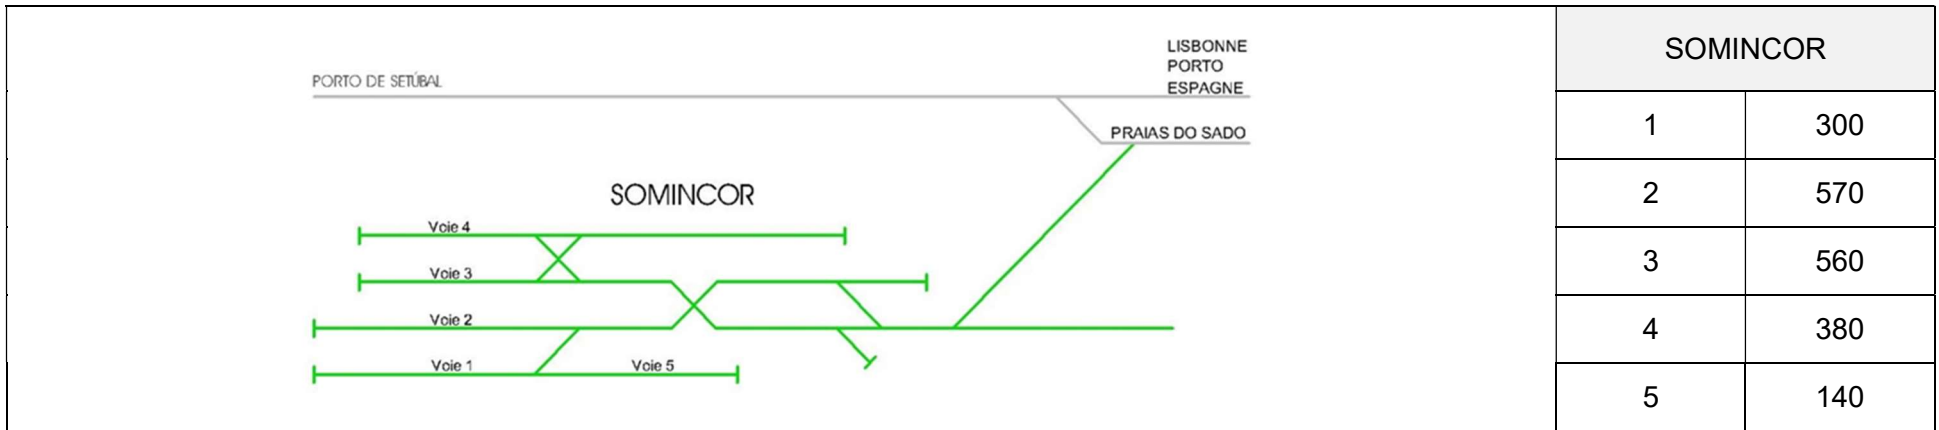 LISBONNE
PORTO
ESPAGNE
PORTO DE SETÚBAL
PRAIAS DO SADO
SOMINCOR
Voie 4
Voie 3
Voie 2
Voie 1 Voie 5
SOMINCOR
1 300
2 570
3 560
4 380
5 140